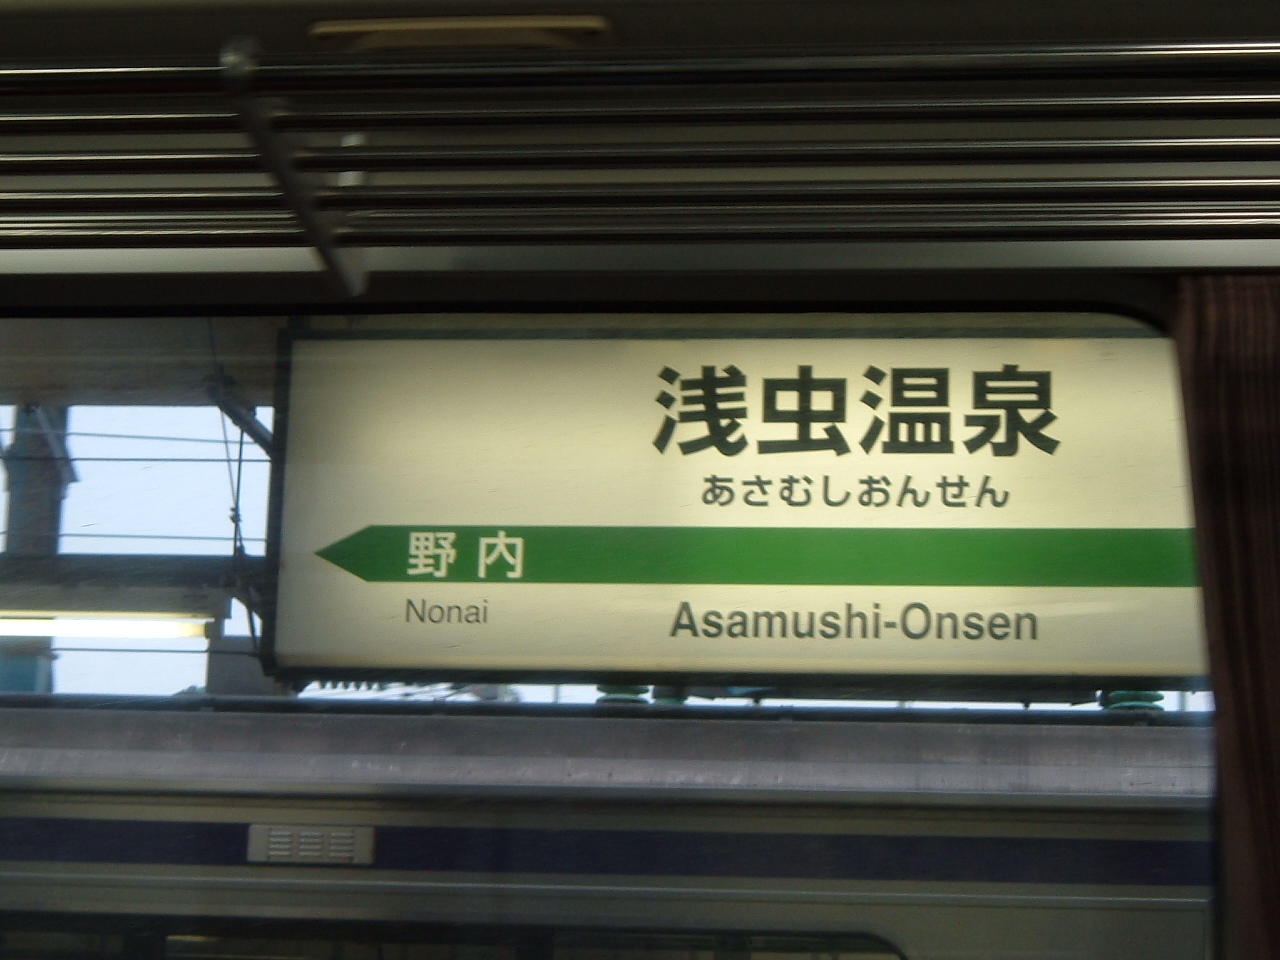 浅虫温泉
あさむしおんせん
野内
Nonai
Asamushi-Onsen